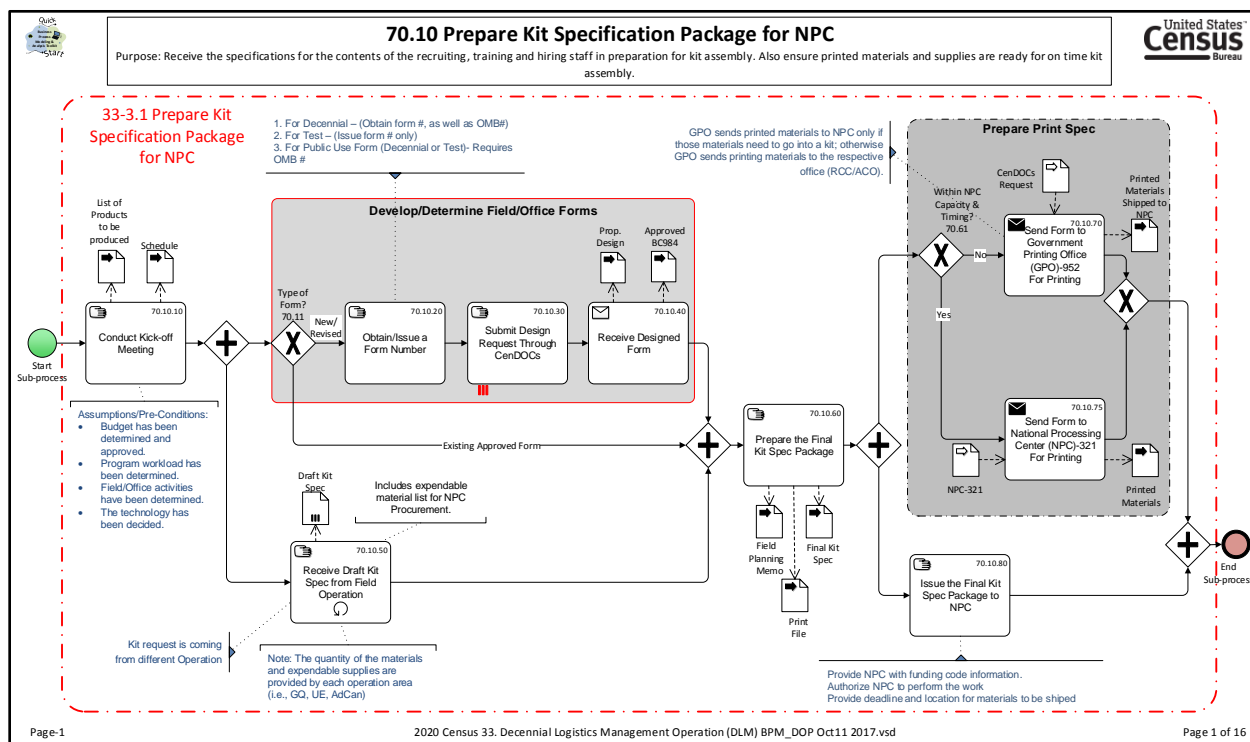 Quick
Business
Process
Modeling &
Analysis Toolkit
Start
70.10 Prepare Kit Specification Package for NPC
Purpose: Receive the specifications for the contents of the recruiting, training and hiring staff in preparation for kit assembly. Also ensure printed materials and supplies are ready for on time kit
assembly.
United States™
Census
Bureau
33-3.1 Prepare Kit
Specification Package
for NPC
1. For Decennial – (Obtain form #, as well as OMB#)
2. For Test – (Issue form # only)
3. For Public Use Form (Decennial or Test)- Requires
OMB #
GPO sends printed materials to NPC only if
those materials need to go into a kit; otherwise
GPO sends printing materials to the respective
office (RCC/ACO).
Prepare Print Spec
CenDOCs
Request
Printed
Materials
Shipped to
NPC
Within NPC
Capacity &
Timing?
70.61
No
Yes
70.10.70
Send Form to
Government
Printing Office
(GPO)-952
For Printing
70.10.75
Send Form to
National Processing
Center (NPC)-321
For Printing
NPC-321
Printed
Materials
List of
Products
to be
produced
Schedule
Develop/Determine Field/Office Forms
Prop.
Design
Approved
BC984
Start
Sub-process
70.10.10
Conduct Kick-off
Meeting
Type of
Form?
70.11
New/
Revised
70.10.20
Obtain/Issue a
Form Number
70.10.30
Submit Design
Request Through
CenDOCs
70.10.40
Receive Designed
Form
Existing Approved Form
Assumptions/Pre-Conditions:
• Budget has been
determined and
approved.
• Program workload has
been determined.
• Field/Office activities
have been determined.
• The technology has
been decided.
Draft Kit
Spec
Includes expendable
material list for NPC
Procurement.
70.10.50
Receive Draft Kit
Spec from Field
Operation
70.10.60
Prepare the Final
Kit Spec Package
Field
Planning
Memo
Print
File
Final Kit
Spec
70.10.80
Issue the Final Kit
Spec Package to
NPC
End
Sub-process
Kit request is coming
from different Operation
Note: The quantity of the materials
and expendable supplies are
provided by each operation area
(i.e., GQ, UE, AdCan)
Provide NPC with funding code information.
Authorize NPC to perform the work
Provide deadline and location for materials to be shiped
Page-1
2020 Census 33. Decennial Logistics Management Operation (DLM) BPM_DOP Oct11 2017.vsd
Page 1 of 16